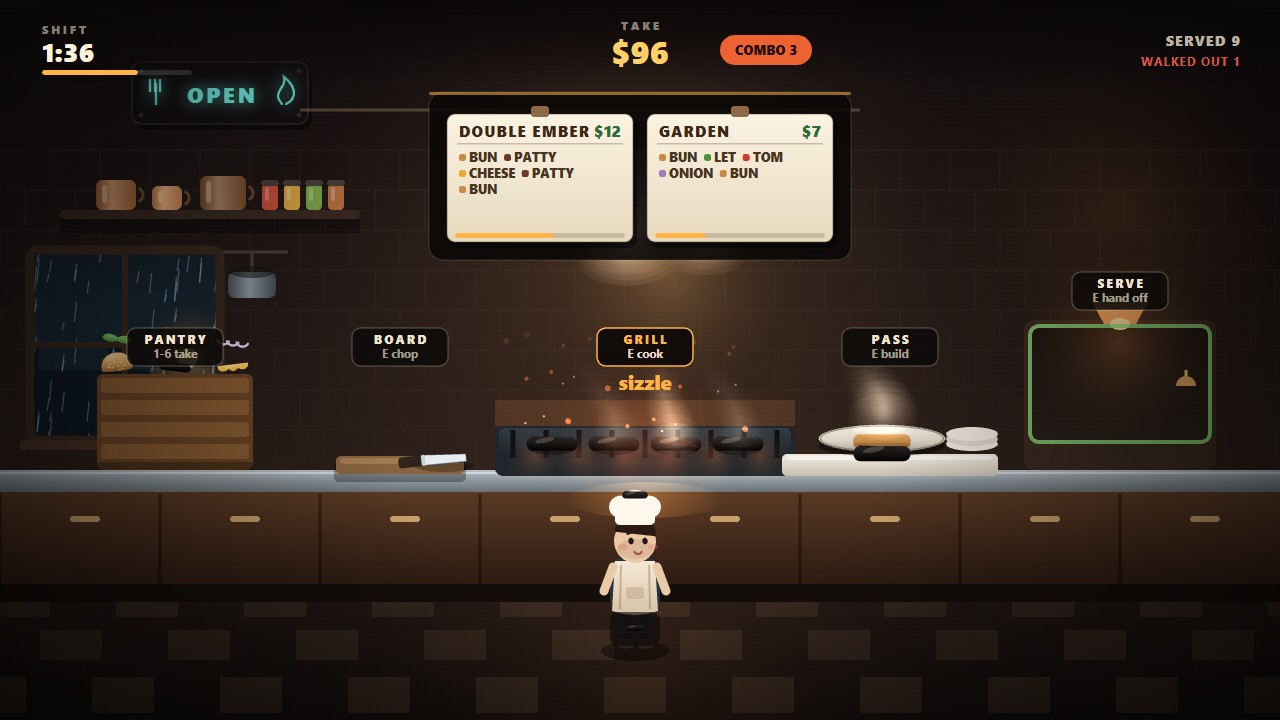 SHIFT
1:36
TAKE
$96
COMBO 3
SERVED 9
WALKED OUT 1
OPEN
DOUBLE EMBER $12
BUN PATTY
CHEESE PATTY
BUN
GARDEN $7
BUN LET TOM
ONION BUN
SERVE
E hand off
PANTRY
1-6 take
BOARD
E chop
GRILL
E cook
PASS
E build
sizzle